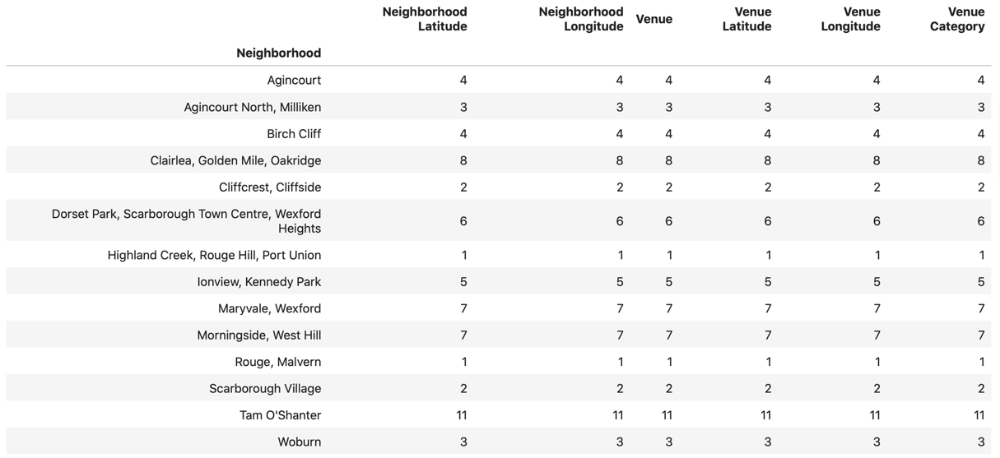 Neighborhood Latitude Neighborhood Longitude Venue Venue Latitude Venue Longitude Venue Category
Neighborhood
Agincourt 4 4 4 4 4 4
Agincourt North, Milliken 3 3 3 3 3 3
Birch Cliff 4 4 4 4 4 4
Clairlea, Golden Mile, Oakridge 8 8 8 8 8 8
Cliffcrest, Cliffside 2 2 2 2 2 2
Dorset Park, Scarborough Town Centre, Wexford
Heights 6 6 6 6 6 6
Highland Creek, Rouge Hill, Port Union 1 1 1 1 1 1
Ionview, Kennedy Park 5 5 5 5 5 5
Maryvale, Wexford 7 7 7 7 7 7
Morningside, West Hill 7 7 7 7 7 7
Rouge, Malvern 1 1 1 1 1 1
Scarborough Village 2 2 2 2 2 2
Tam O'Shanter 11 11 11 11 11 11
Woburn 3 3 3 3 3 3